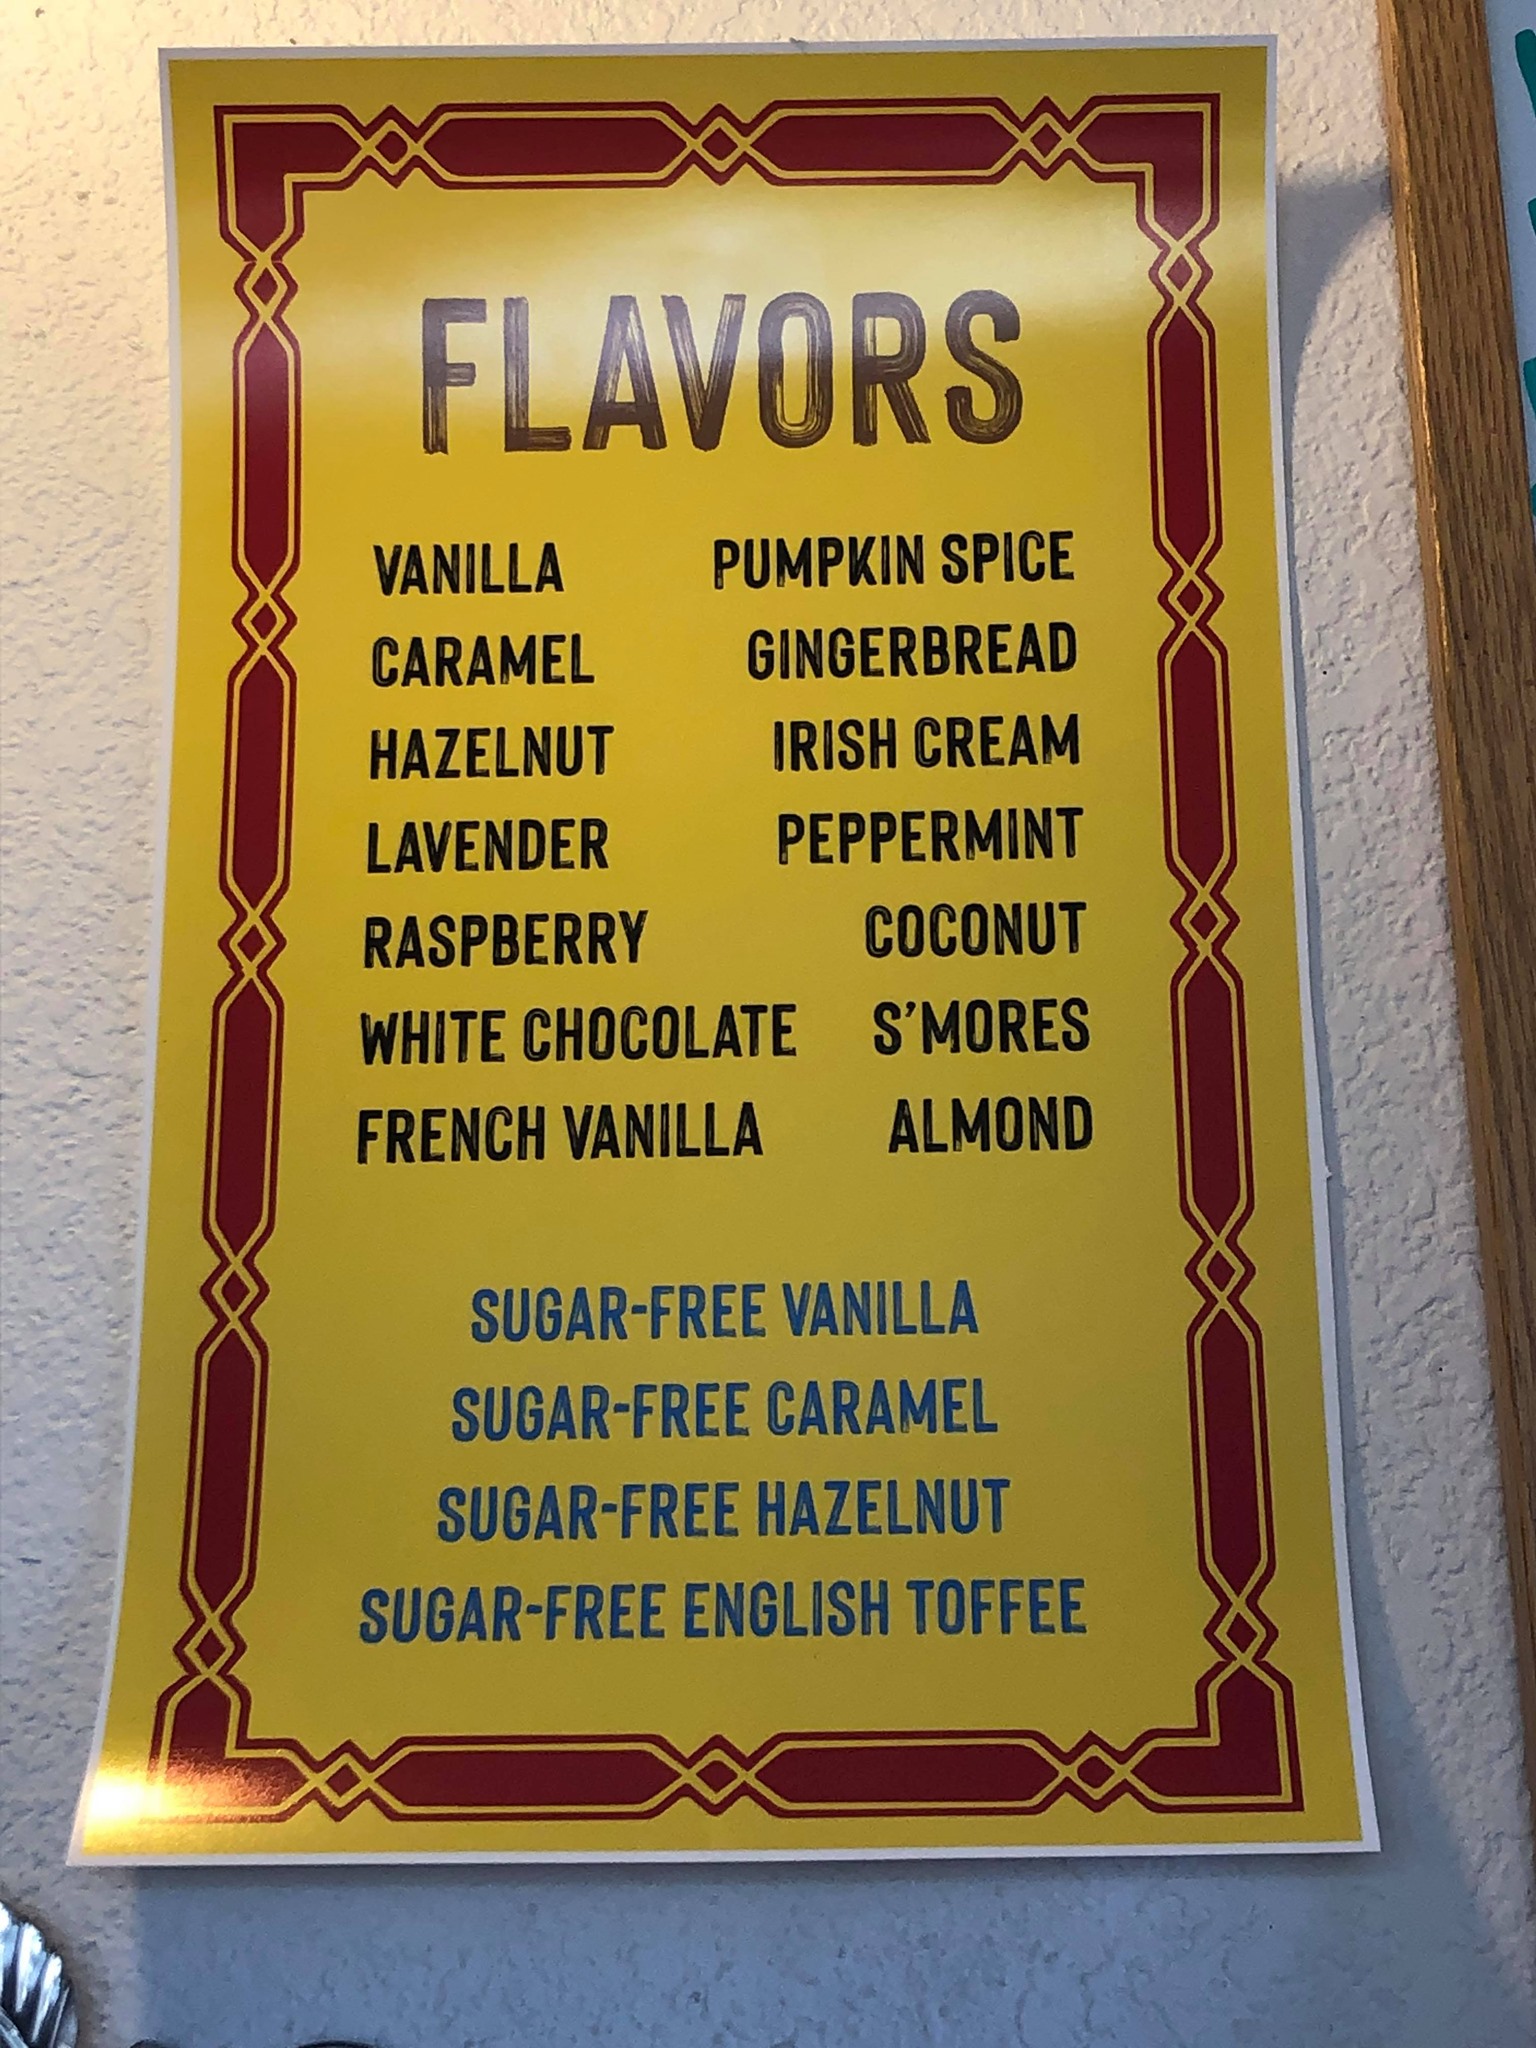 FLAVORS
VANILLA PUMPKIN SPICE
CARAMEL GINGERBREAD
HAZELNUT IRISH CREAM
LAVENDER PEPPERMINT
RASPBERRY COCONUT
WHITE CHOCOLATE S'MORES
FRENCH VANILLA ALMOND
SUGAR-FREE VANILLA
SUGAR-FREE CARAMEL
SUGAR-FREE HAZELNUT
SUGAR-FREE ENGLISH TOFFEE